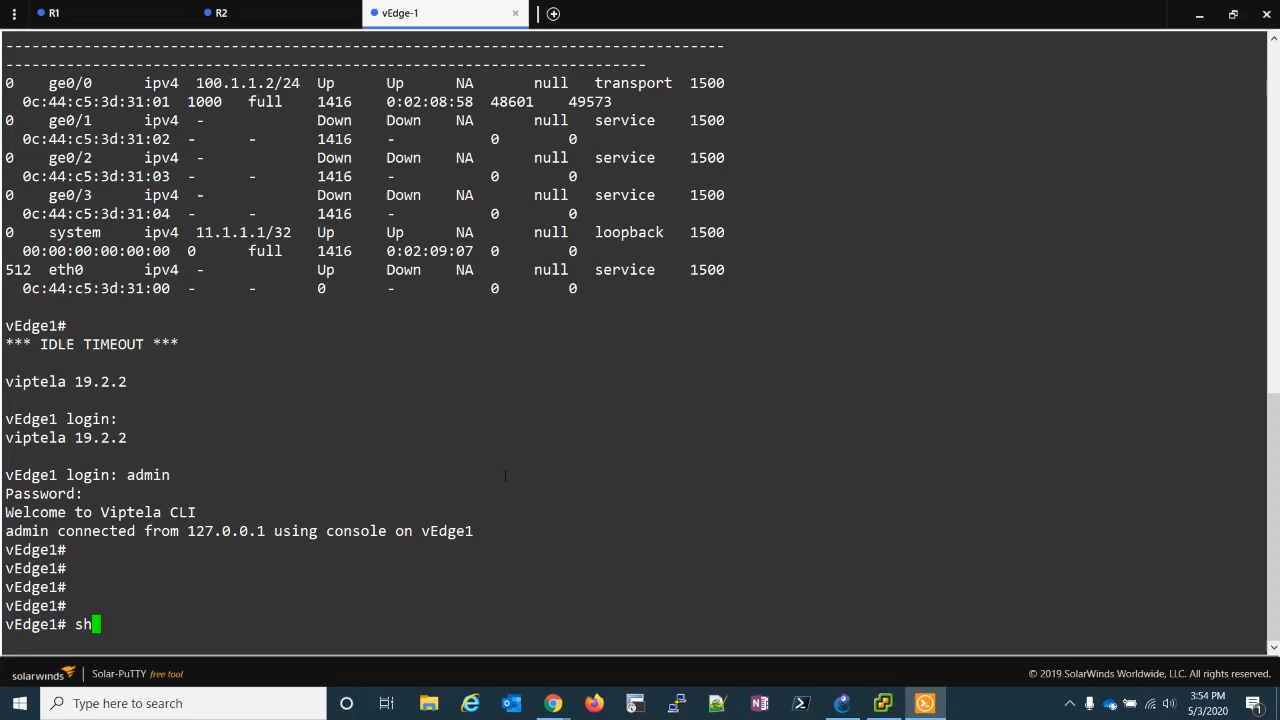 R1
R2
vEdge-1
------------------------------------------------------------------------------------
---------------------------------------------------------------------------
0    ge0/0      ipv4  100.1.1.2/24  Up      Up      NA       null   transport  1500
  0c:44:c5:3d:31:01  1000   full    1416    0:02:08:58  48601    49573
0    ge0/1      ipv4  -             Down    Down    NA       null   service    1500
  0c:44:c5:3d:31:02  -      -       1416    -           0        0
0    ge0/2      ipv4  -             Down    Down    NA       null   service    1500
  0c:44:c5:3d:31:03  -      -       1416    -           0        0
0    ge0/3      ipv4  -             Down    Down    NA       null   service    1500
  0c:44:c5:3d:31:04  -      -       1416    -           0        0
0    system     ipv4  11.1.1.1/32   Up      Up      NA       null   loopback   1500
  00:00:00:00:00:00  0      full    1416    0:02:09:07  0        0
512  eth0       ipv4  -             Up      Down    NA       null   service    1500
  0c:44:c5:3d:31:00  -      -       0       -           0        0
vEdge1#
*** IDLE TIMEOUT ***
viptela 19.2.2
vEdge1 login:
viptela 19.2.2
vEdge1 login: admin
Password:
Welcome to Viptela CLI
admin connected from 127.0.0.1 using console on vEdge1
vEdge1#
vEdge1#
vEdge1#
vEdge1#
vEdge1# sh
solarwinds Solar-PuTTY free tool © 2019 SolarWinds Worldwide, LLC. All rights reserved.
Type here to search
3:54 PM
5/3/2020
1